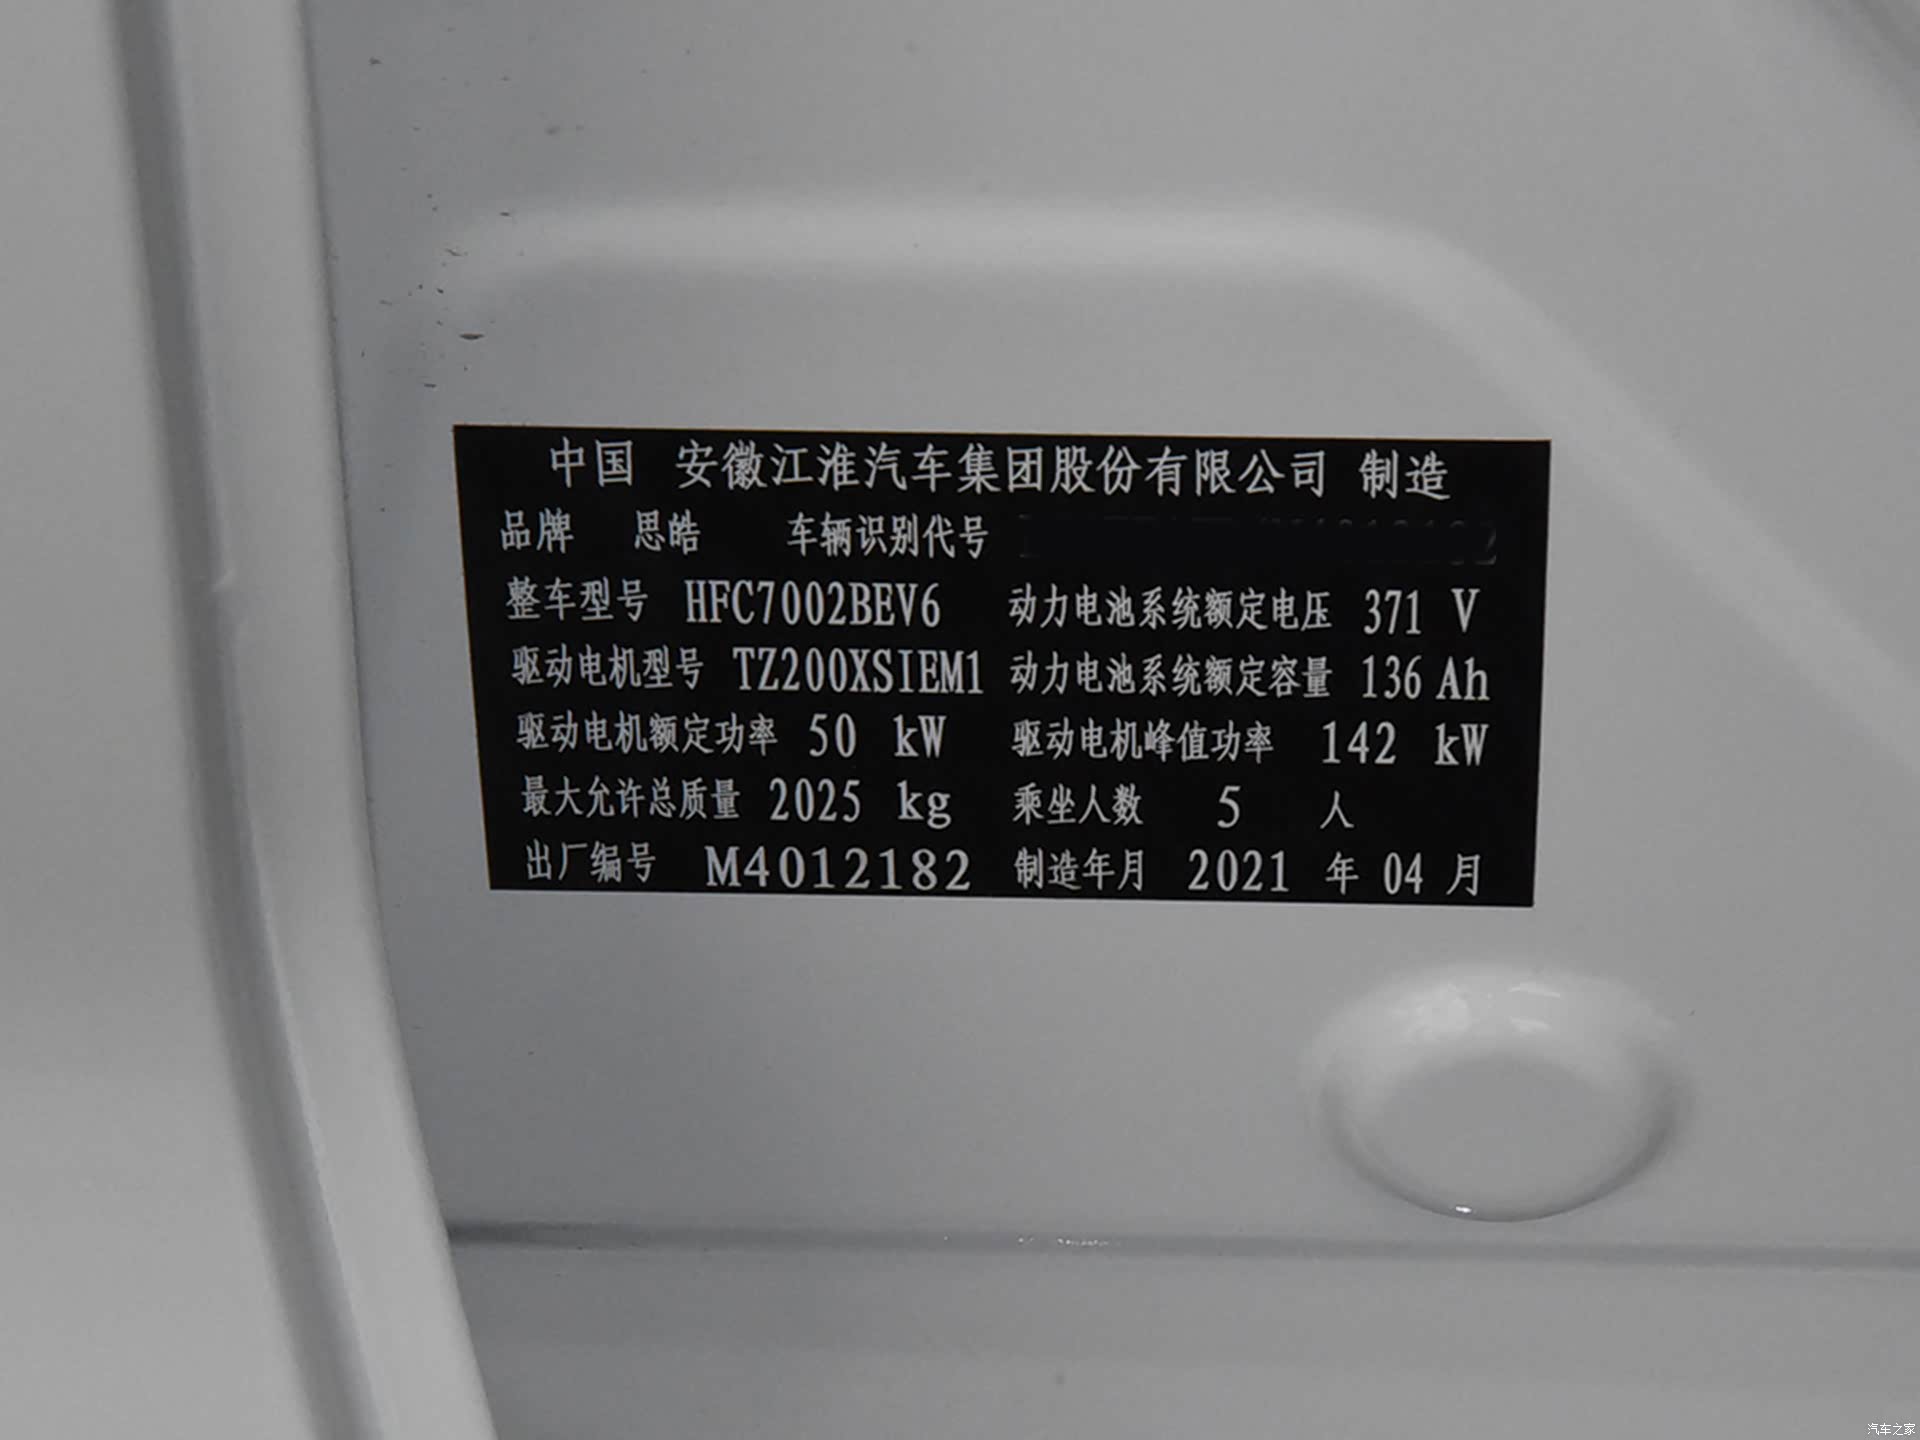 中国 安徽江淮汽车集团股份有限公司 制造
品牌 思皓 车辆识别代号
整车型号 HFC7002BEV6 动力电池系统额定电压 371 V
驱动电机型号 TZ200XSIEM1 动力电池系统额定容量 136 Ah
驱动电机额定功率 50 kW 驱动电机峰值功率 142 kW
最大允许总质量 2025 kg 乘坐人数 5 人
出厂编号 M4012182 制造年月 2021 年 04 月
汽车之家